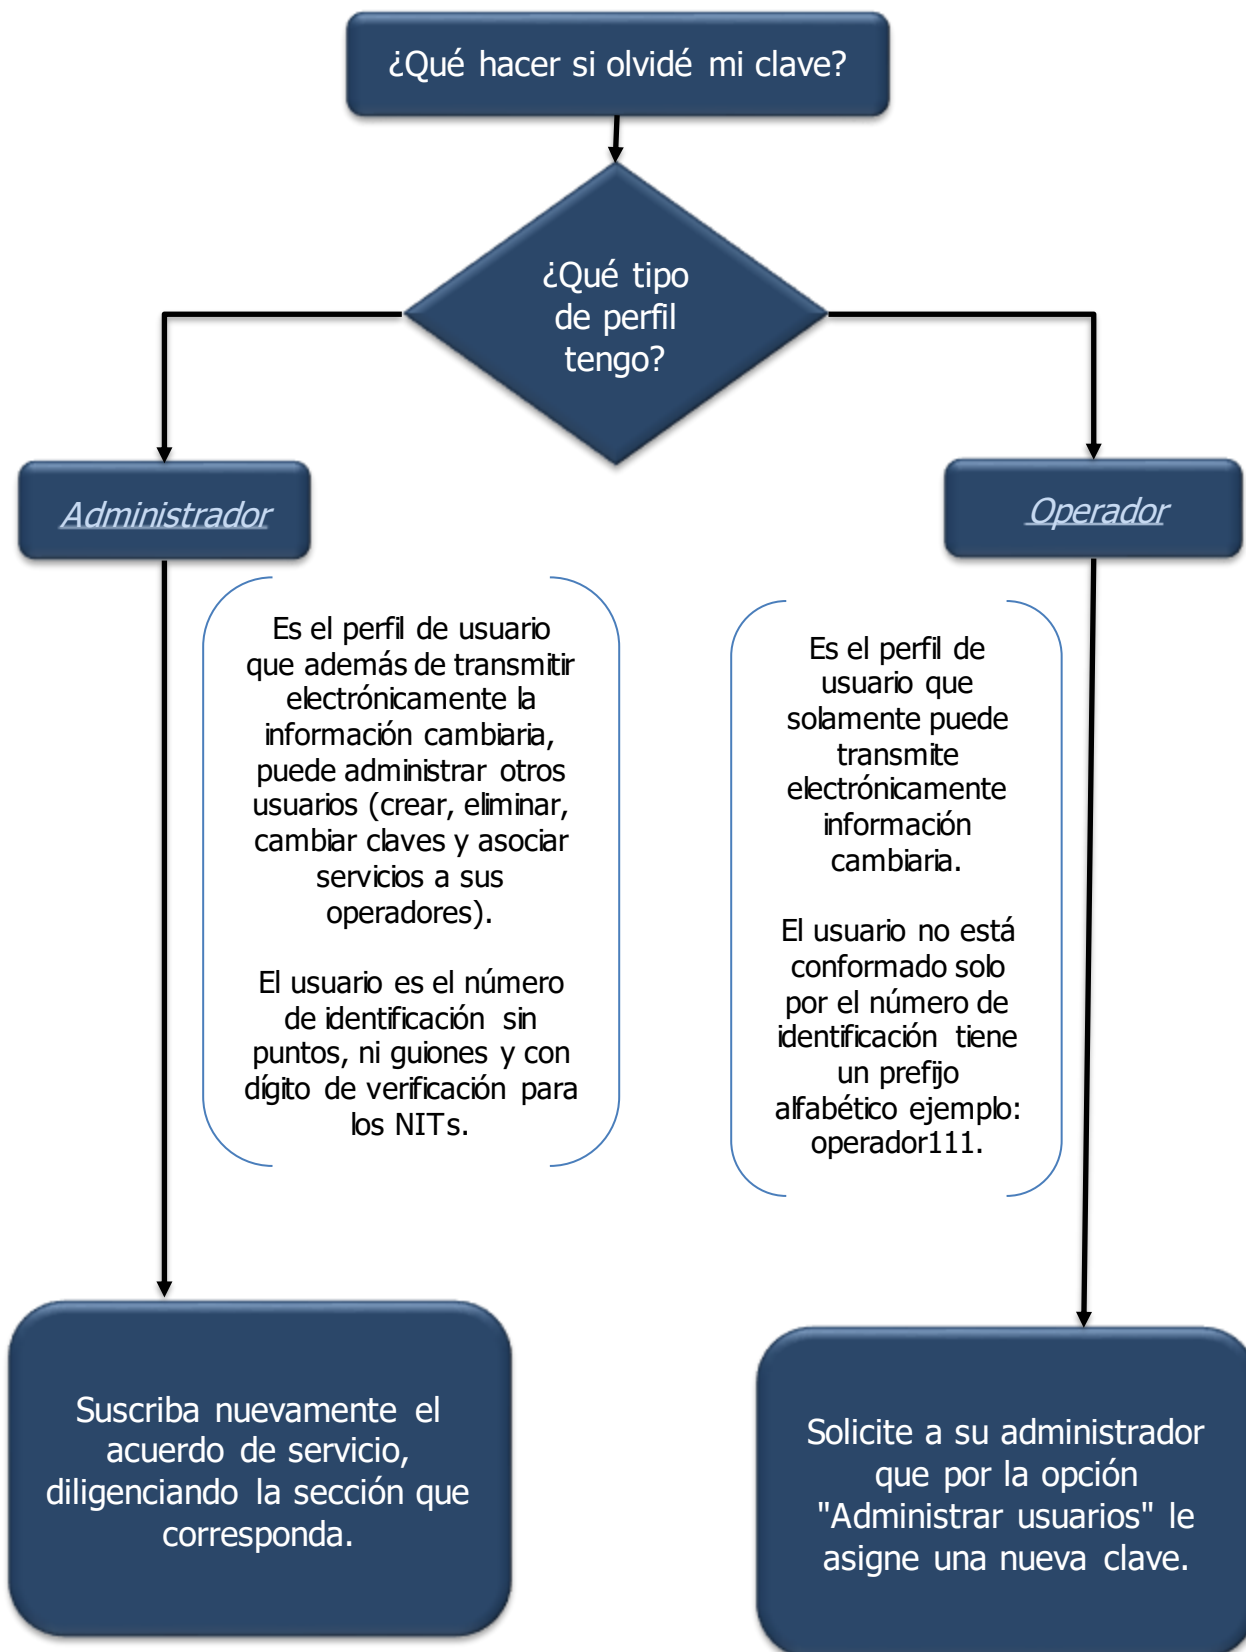 ¿Qué hacer si olvidé mi clave?
¿Qué tipo
de perfil
tengo?
Administrador
Operador
Es el perfil de usuario
que además de transmitir
electrónicamente la
información cambiaria,
puede administrar otros
usuarios (crear, eliminar,
cambiar claves y asociar
servicios a sus
operadores).
El usuario es el número
de identificación sin
puntos, ni guiones y con
dígito de verificación para
los NITs.
Es el perfil de
usuario que
solamente puede
transmite
electrónicamente
información
cambiaria.
El usuario no está
conformado solo
por el número de
identificación tiene
un prefijo
alfabético ejemplo:
operador111.
Suscriba nuevamente el
acuerdo de servicio,
diligenciando la sección que
corresponda.
Solicite a su administrador
que por la opción
"Administrar usuarios" le
asigne una nueva clave.